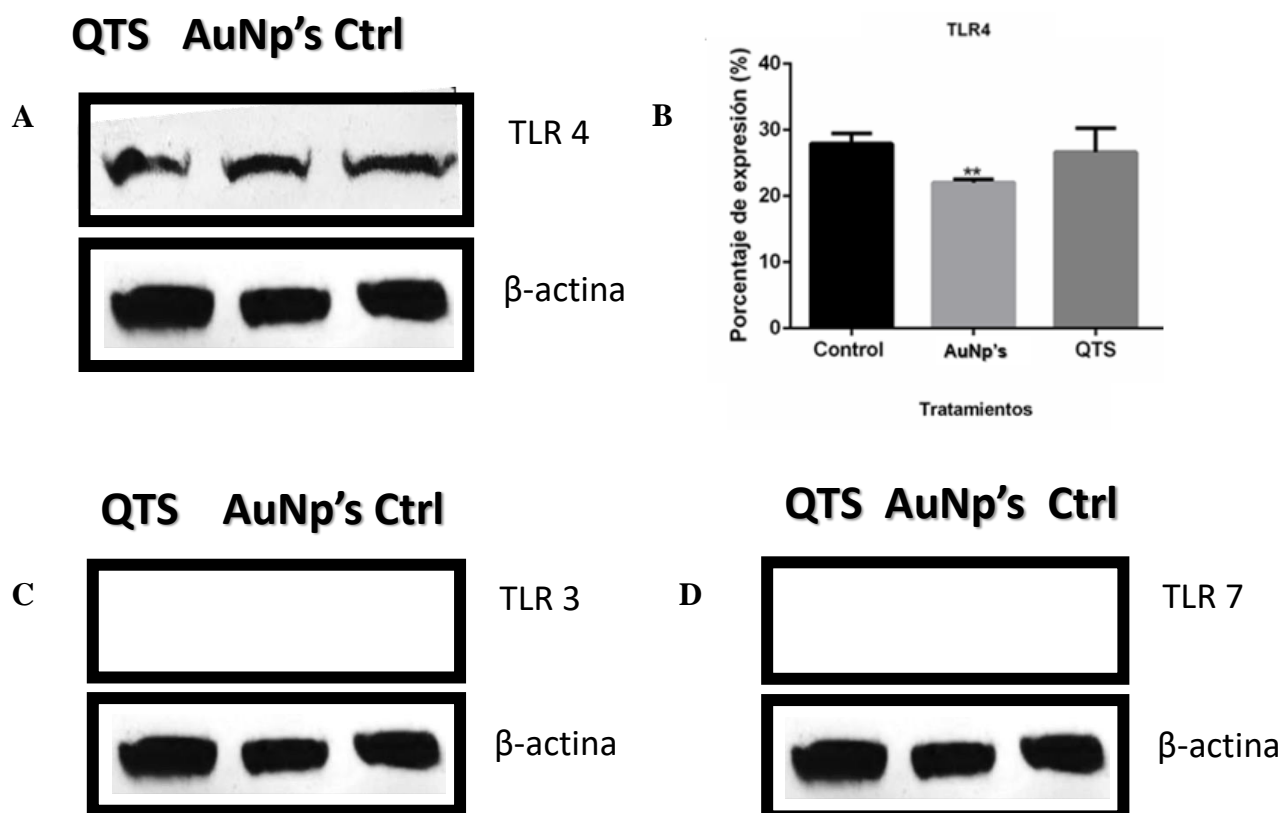 QTS AuNp's Ctrl
A
TLR 4
β-actina
B
TLR4
Porcentaje de expresión (%)
40
30
20
10
0
**
Control AuNp's QTS
Tratamientos
QTS AuNp's Ctrl
C
TLR 3
β-actina
QTS AuNp's Ctrl
D
TLR 7
β-actina